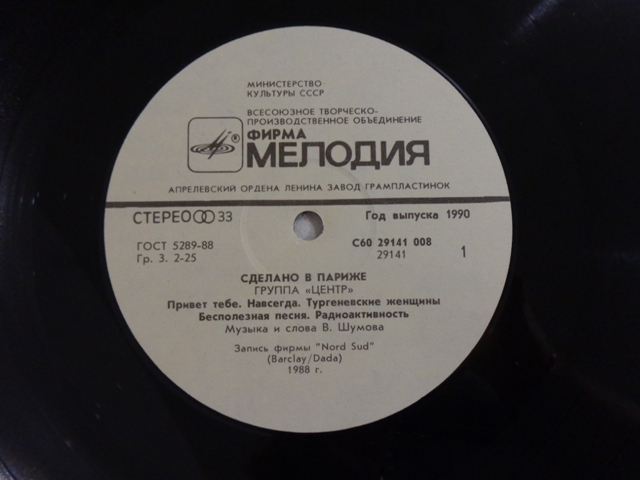 МИНИСТЕРСТВО
КУЛЬТУРЫ СССР
ВСЕСОЮЗНОЕ ТВОРЧЕСКО-
ПРОИЗВОДСТВЕННОЕ ОБЪЕДИНЕНИЕ
® ФИРМА
МЕЛОДИЯ
АПРЕЛЕВСКИЙ ОРДЕНА ЛЕНИНА ЗАВОД ГРАМПЛАСТИНОК
СТЕРЕО 33 Год выпуска 1990
ГОСТ 5289-88 С60 29141 008
Гр. 3. 2-25 29141 1
СДЕЛАНО В ПАРИЖЕ
ГРУППА «ЦЕНТР»
Привет тебе. Навсегда. Тургеневские женщины
Бесполезная песня. Радиоактивность
Музыка и слова В. Шумова
Запись фирмы "Nord Sud"
(Barclay/Dada)
1988 г.